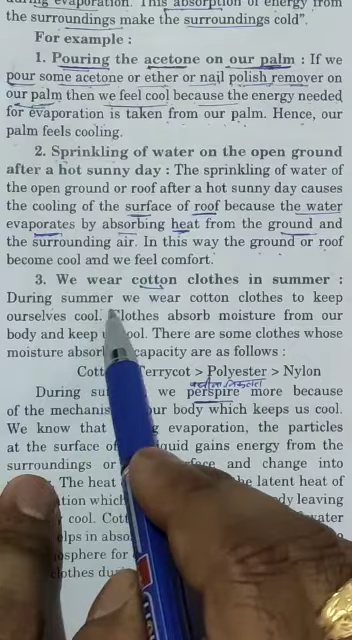 during evaporation. This absorption of energy from
the surroundings make the surroundings cold".
For example :
1. Pouring the acetone on our palm : If we
pour some acetone or ether or nail polish remover on
our palm then we feel cool because the energy needed
for evaporation is taken from our palm. Hence, our
palm feels cooling.
2. Sprinkling of water on the open ground
after a hot sunny day : The sprinkling of water of
the open ground or roof after a hot sunny day causes
the cooling of the surface of roof because the water
evaporates by absorbing heat from the ground and
the surrounding air. In this way the ground or roof
become cool and we feel comfort.
3. We wear cotton clothes in summer :
During summer we wear cotton clothes to keep
ourselves cool. Clothes absorb moisture from our
body and keep ool. There are some clothes whose
moisture absor capacity are as follows :
Cott Terrycot > Polyester > Nylon
During su we perspire more because
of the mechanis ur body which keeps us cool.
We know that g evaporation, the particles
at the surface of iquid gains energy from the
surroundings or face and change into
The heat he latent heat of
tion which dy leaving
cool. Cot water
elps in abso
osphere for
clothes du